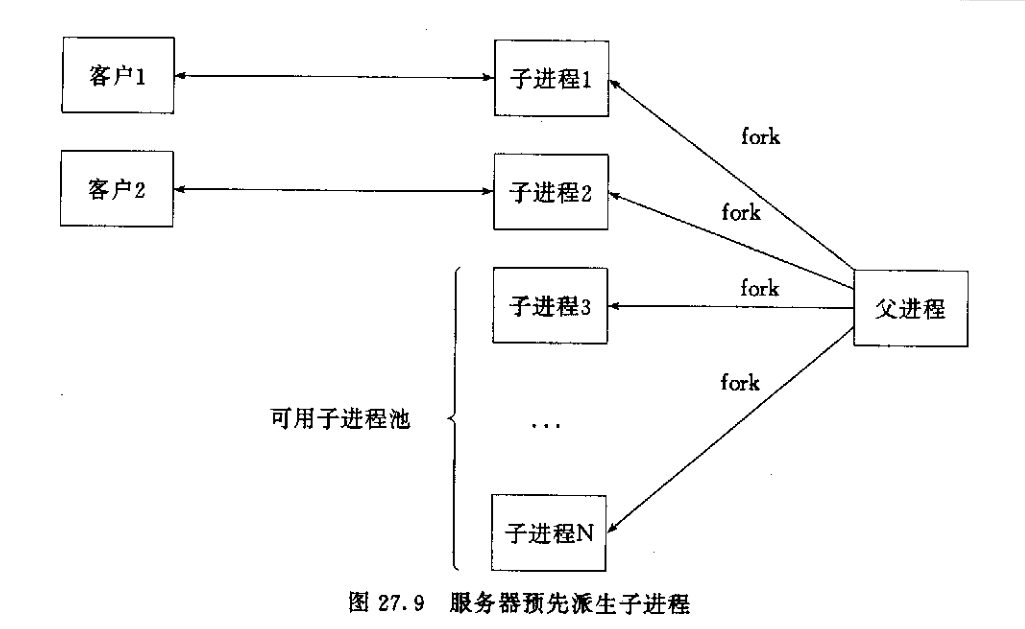 客户1
子进程1
fork
客户2
子进程2
fork
子进程3
fork
父进程
fork
可用子进程池
...
子进程N
图 27.9 服务器预先派生子进程